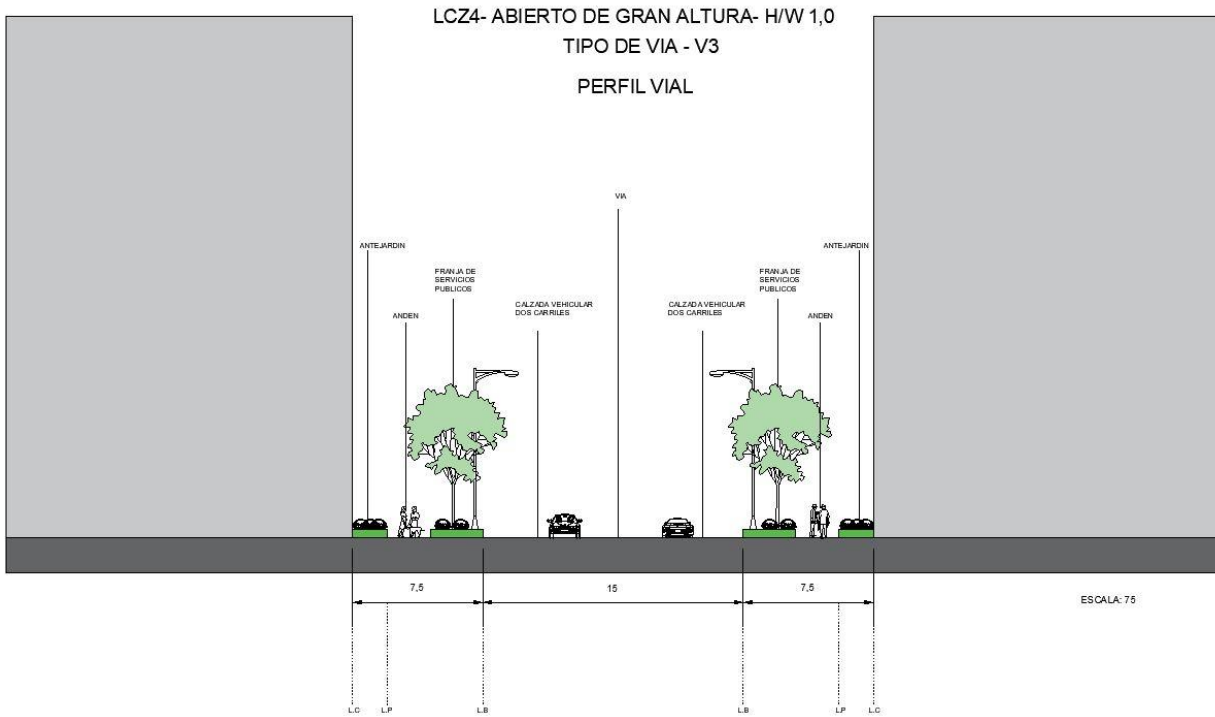 LCZ4- ABIERTO DE GRAN ALTURA- H/W 1,0
TIPO DE VIA - V3
PERFIL VIAL
VIA
ANTEJARDIN
ANTEJARDIN
FRANJA DE
SERVICIOS
PUBLICOS
FRANJA DE
SERVICIOS
PUBLICOS
CALZADA VEHICULAR
DOS CARRILES
CALZADA VEHICULAR
DOS CARRILES
ANDEN
ANDEN
7,5
15
7,5
ESCALA: 75
L.C
L.P
L.B
L.B
L.P
L.C